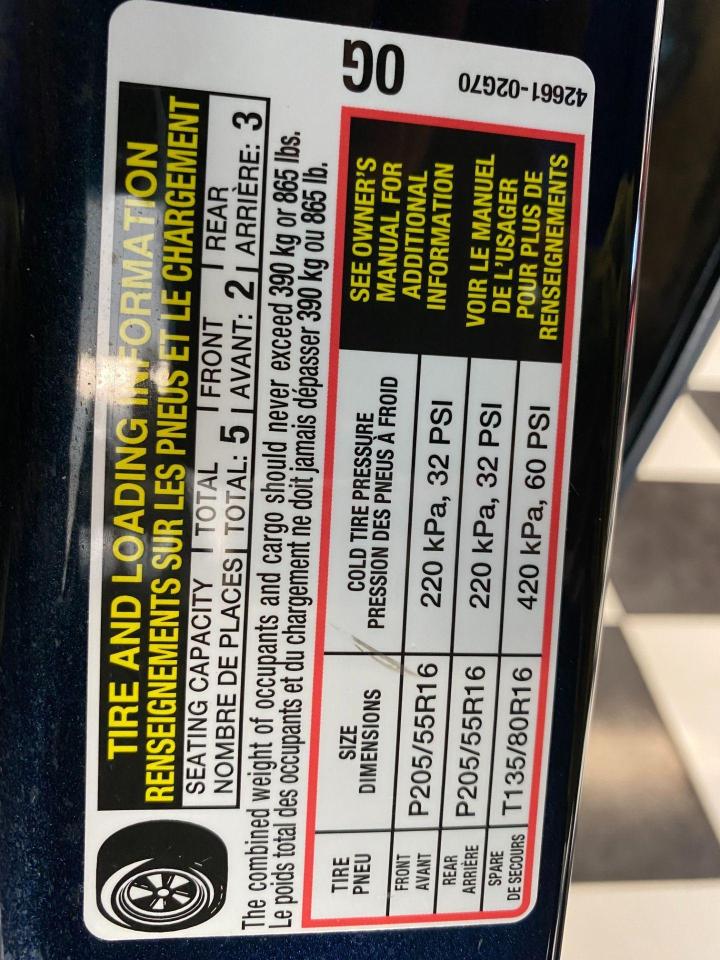 TIRE AND LOADING INFORMATION
RENSEIGNEMENTS SUR LES PNEUS ET LE CHARGEMENT
SEATING CAPACITY | TOTAL | FRONT | REAR
NOMBRE DE PLACES | TOTAL: 5 | AVANT: 2 | ARRIÈRE: 3
The combined weight of occupants and cargo should never exceed 390 kg or 865 lbs.
Le poids total des occupants et du chargement ne doit jamais dépasser 390 kg ou 865 lb.
TIRE SIZE COLD TIRE PRESSURE
PNEU DIMENSIONS PRESSION DES PNEUS À FROID
FRONT
AVANT P205/55R16 220 kPa, 32 PSI
REAR
ARRIÈRE P205/55R16 220 kPa, 32 PSI
SPARE
DE SECOURS T135/80R16 420 kPa, 60 PSI
SEE OWNER'S
MANUAL FOR
ADDITIONAL
INFORMATION
VOIR LE MANUEL
DE L'USAGER
POUR PLUS DE
RENSEIGNEMENTS
0G
42661-02G70